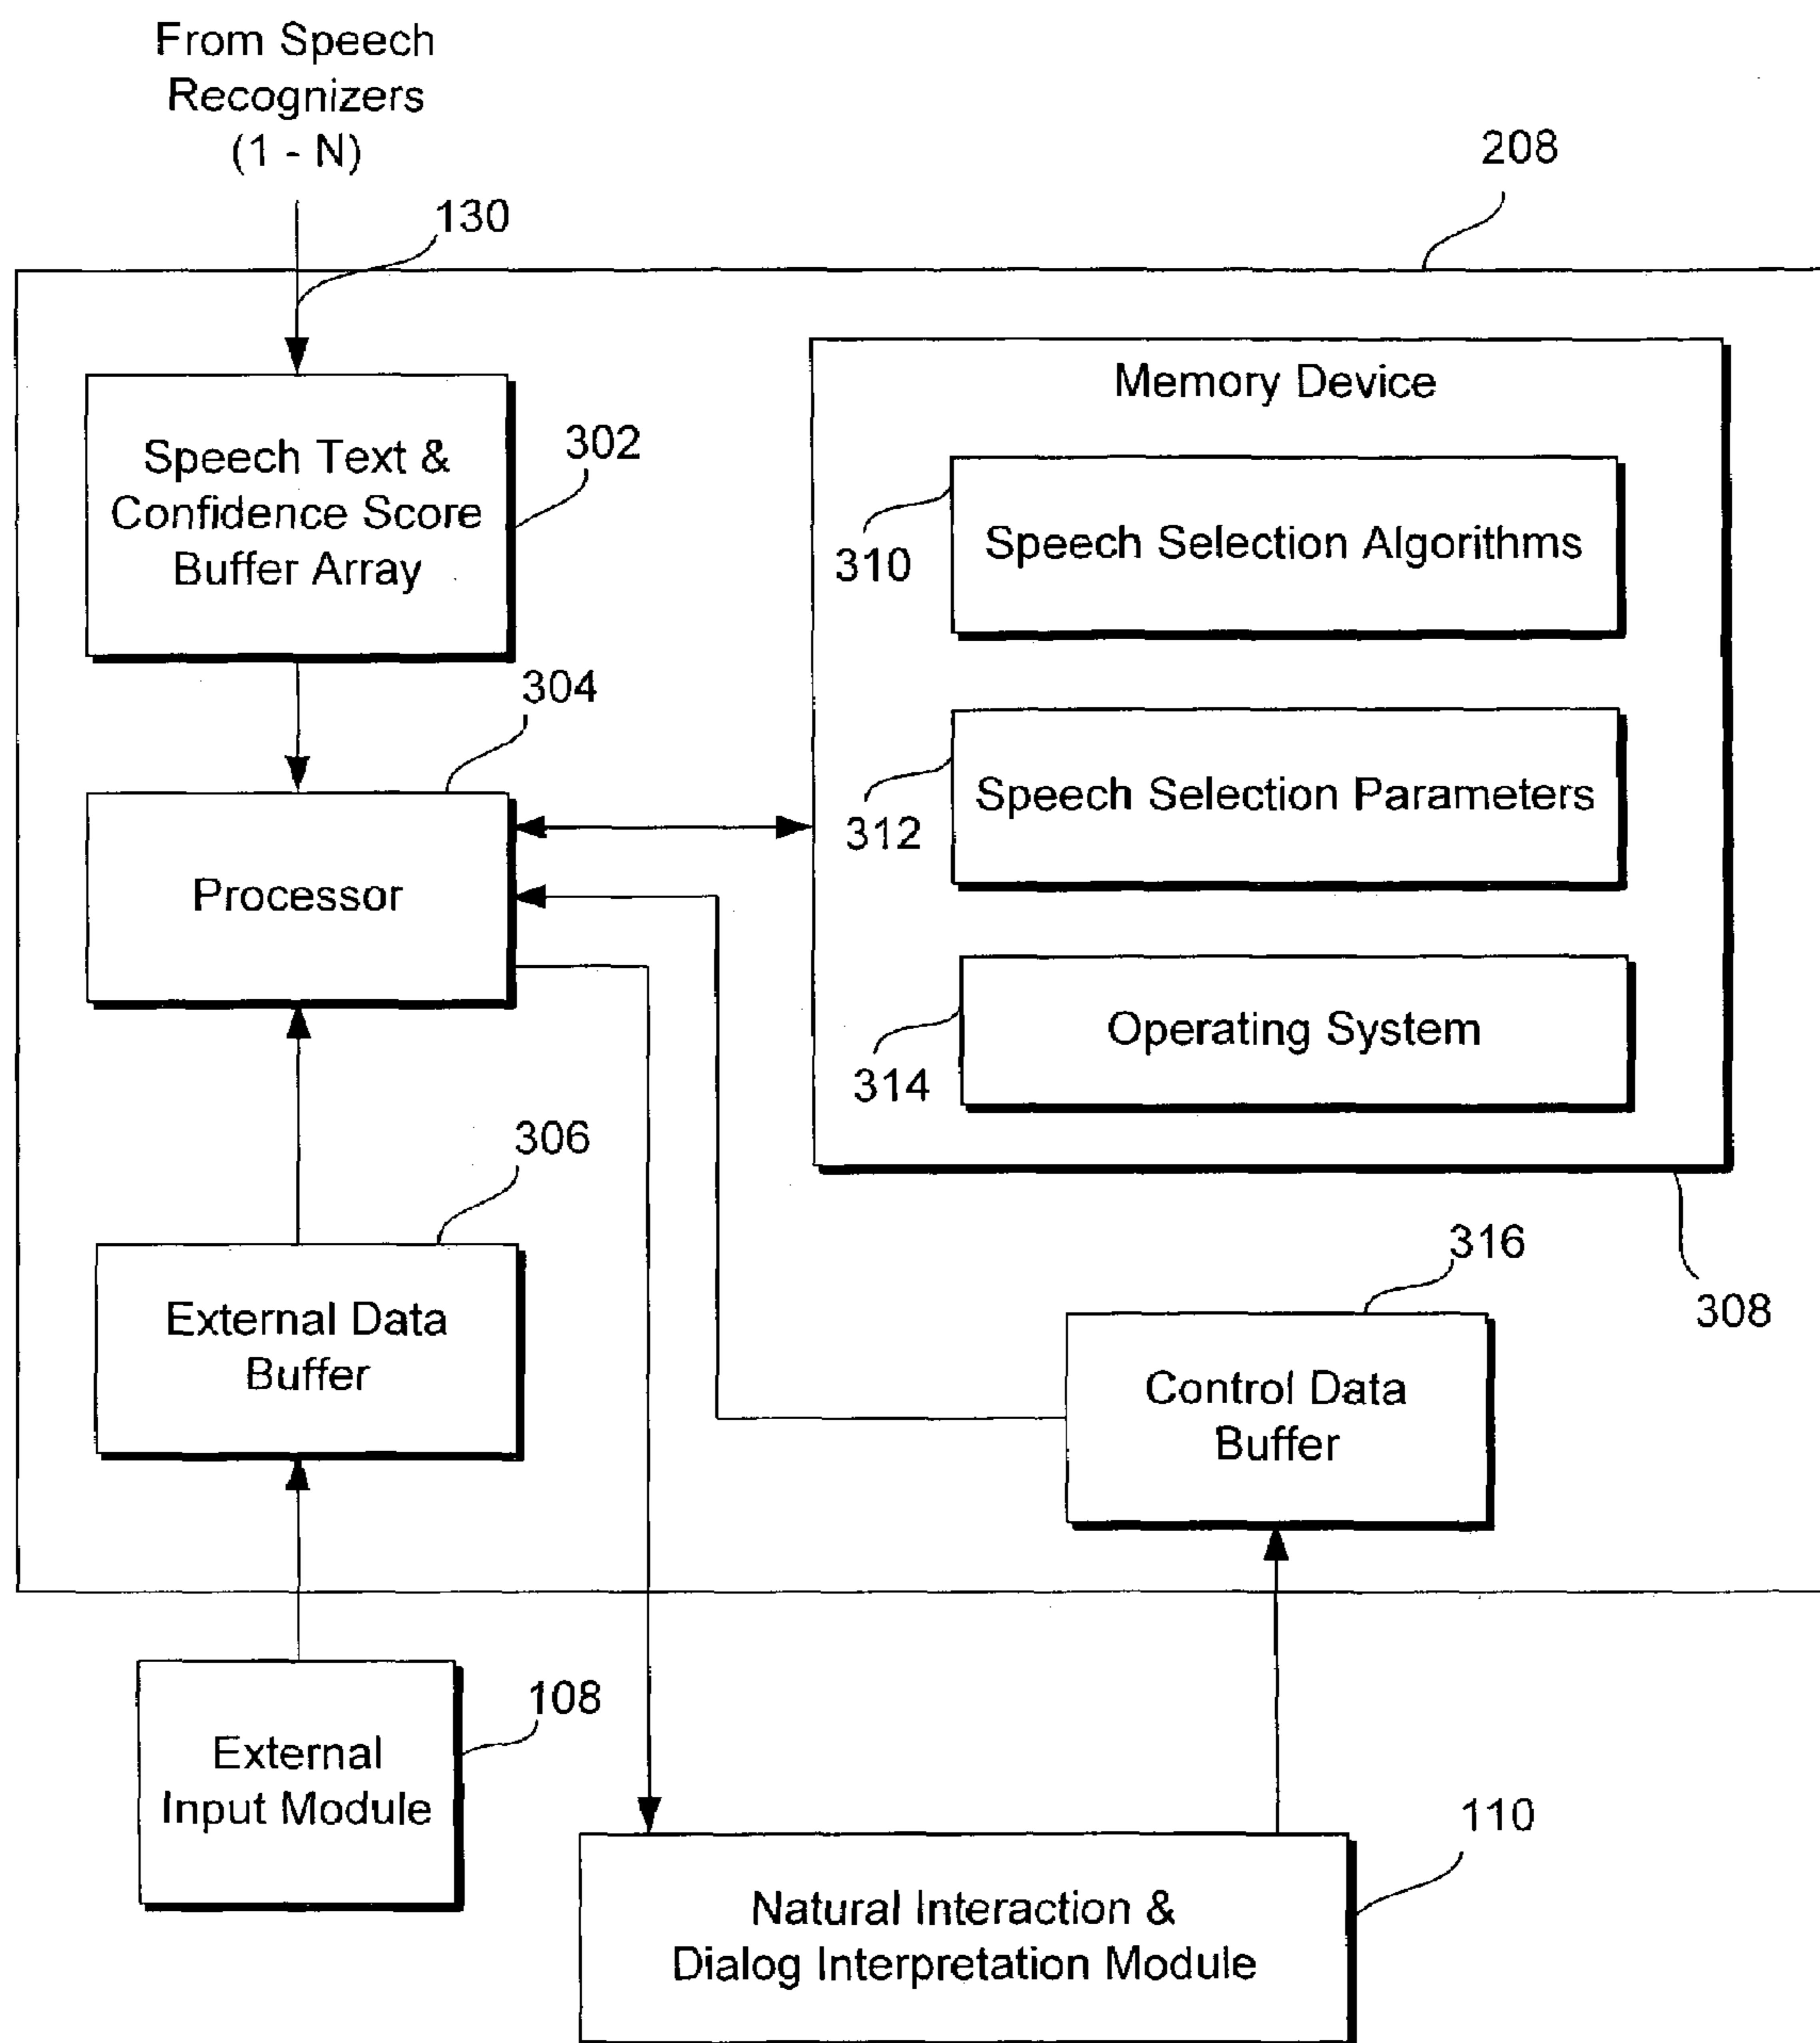 From Speech
Recognizers
(1 - N)
208
130
Memory Device
Speech Text &
Confidence Score
Buffer Array
302
310
Speech Selection Algorithms
304
Processor
312
Speech Selection Parameters
314
Operating System
306
External Data
Buffer
316
308
Control Data
Buffer
108
External
Input Module
110
Natural Interaction &
Dialog Interpretation Module